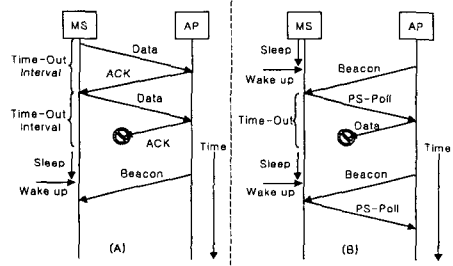 MS
AP
Data
Time-Out
Interval
ACK
Data
Time-Out
Interval
ACK
Time
Sleep
Beacon
Wake up
(A)
MS
AP
Sleep
Beacon
Wake up
PS-Poll
Time-Out
Data
Time
Sleep
Beacon
Wake up
PS-Poll
(B)